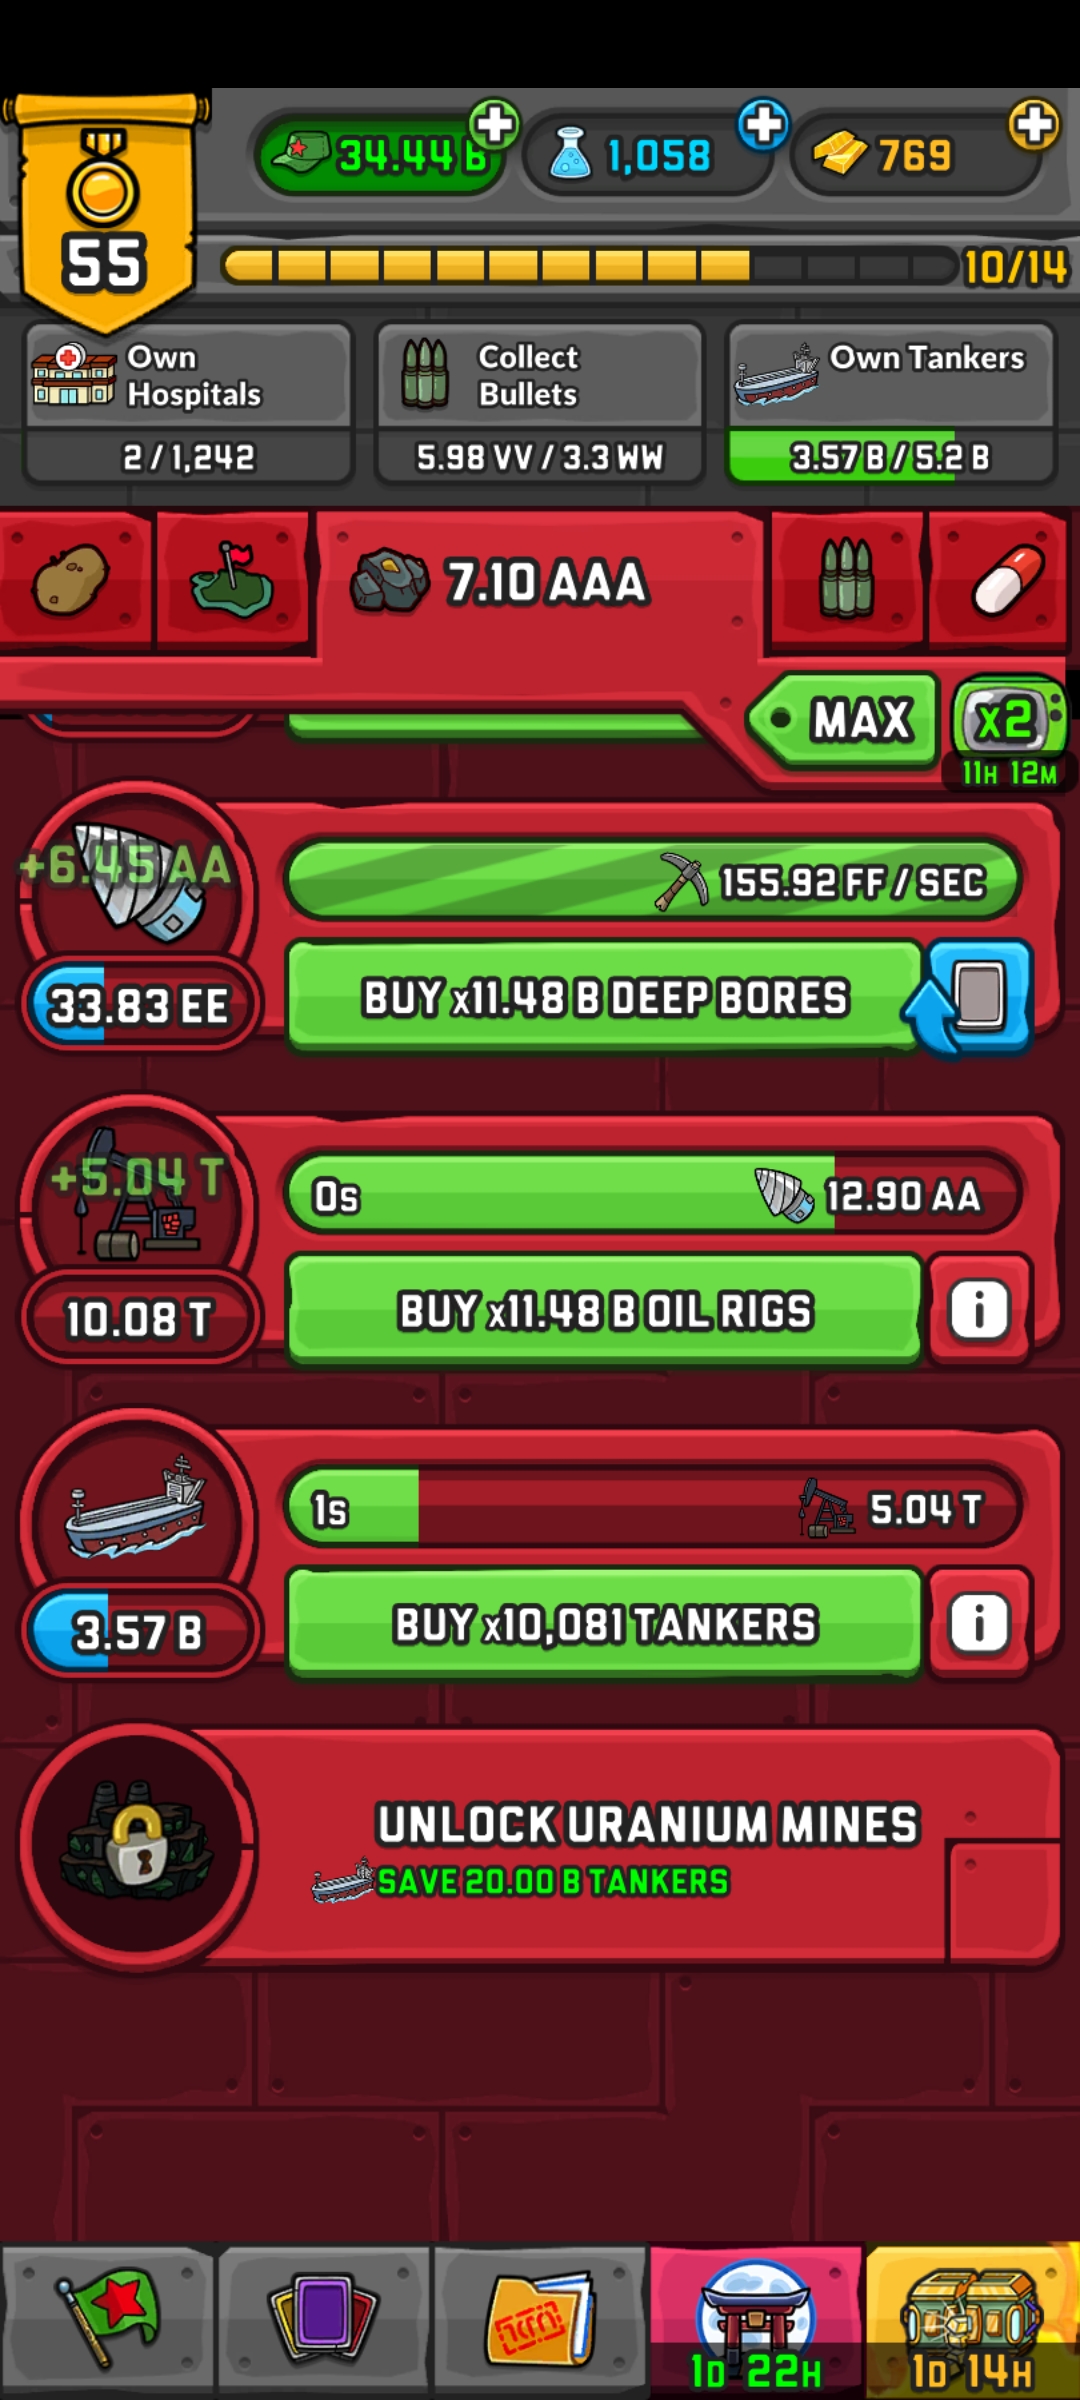 34.44 B
1,058
769
55
10/14
Own
Hospitals
2 / 1,242
Collect
Bullets
5.98 VV / 3.3 WW
Own Tankers
3.57 B / 5.2 B
7.10 AAA
MAX
x2
11H 12M
+6.45 AA
155.92 FF / SEC
33.83 EE
BUY x11.48 B DEEP BORES
+5.04 T
0s
12.90 AA
10.08 T
BUY x11.48 B OIL RIGS
i
1s
5.04 T
3.57 B
BUY x10,081 TANKERS
i
UNLOCK URANIUM MINES
SAVE 20.00 B TANKERS
1D 22H
1D 14H